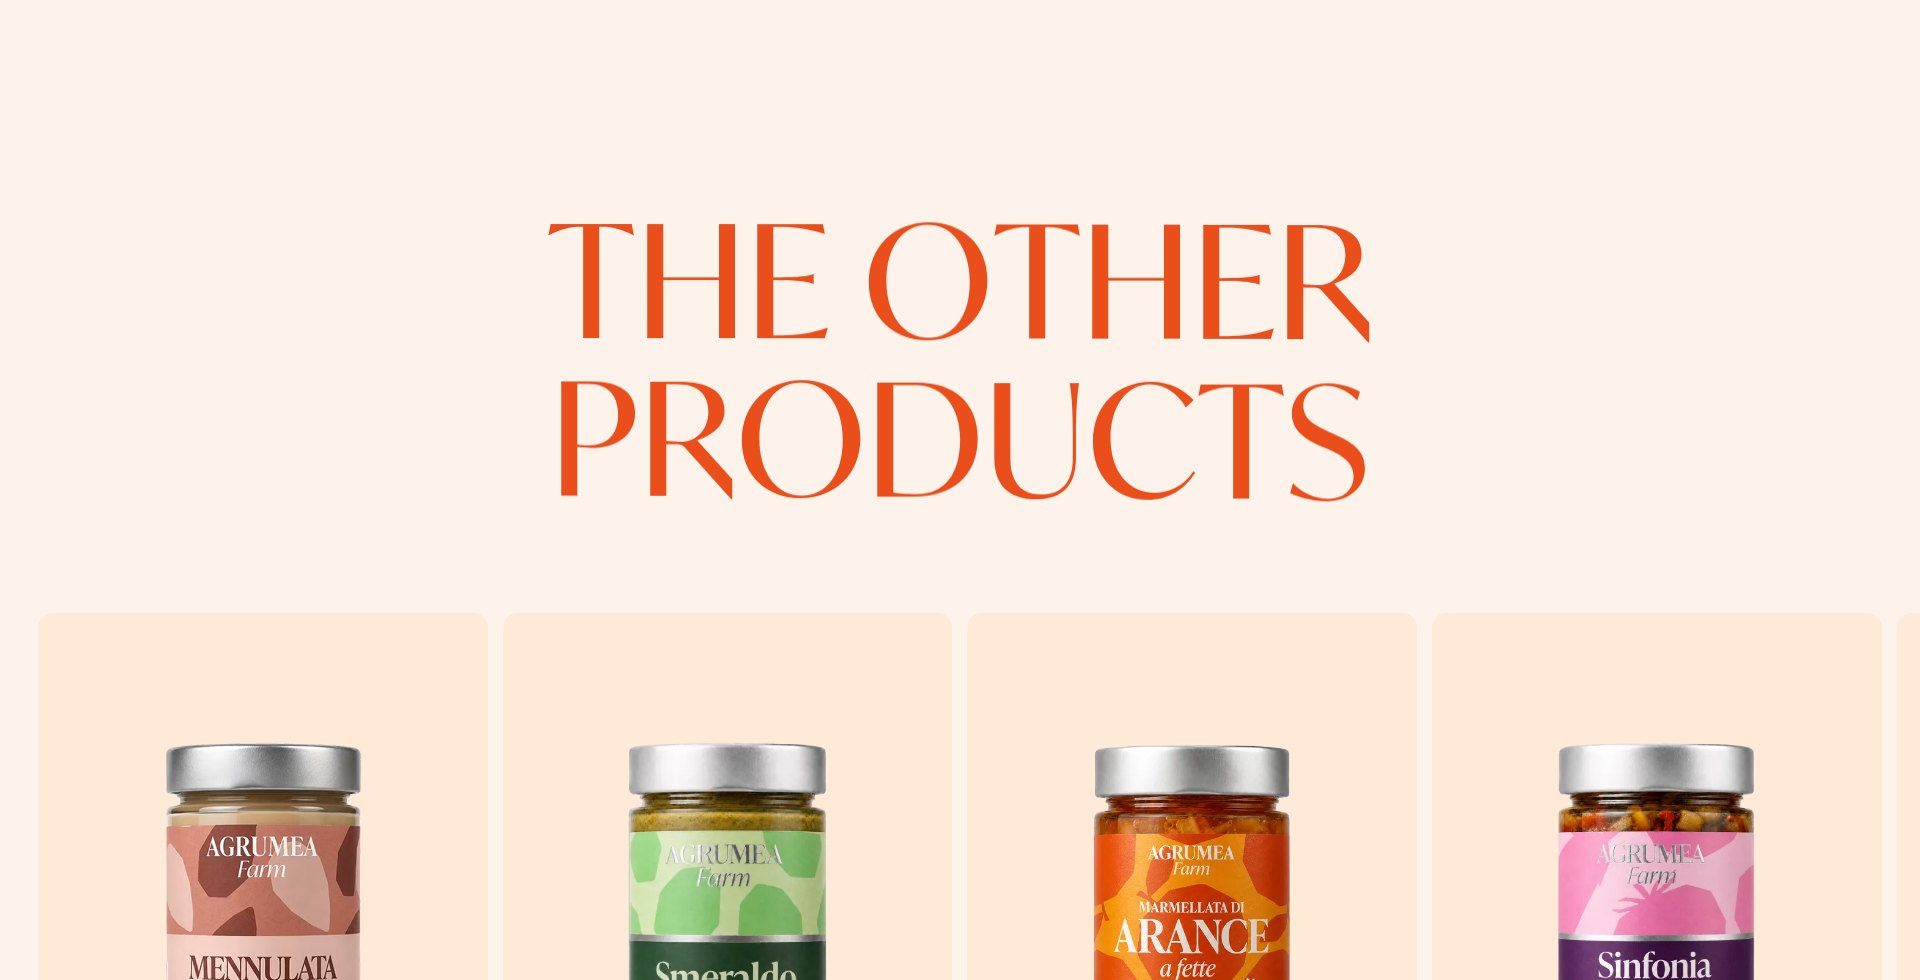 THE OTHER
PRODUCTS
AGRUMEA
Farm
MENNULATA
AGRUMEA
Farm
Smeraldo
AGRUMEA
Farm
MARMELLATA DI
ARANCE
a fette
AGRUMEA
Farm
Sinfonia